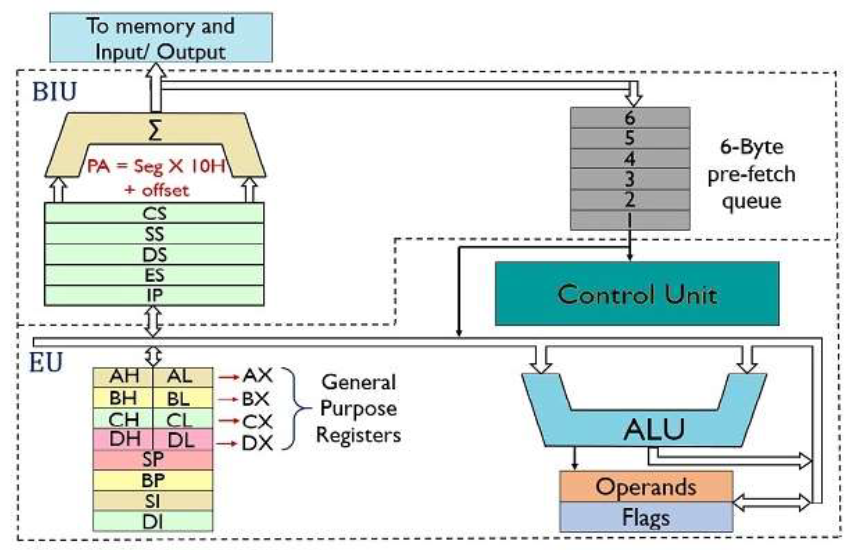 To memory and
Input/ Output
BIU
Σ
PA = Seg X 10H
+ offset
CS
SS
DS
ES
IP
6
5
4
3
2
1
6-Byte
pre-fetch
queue
Control Unit
EU
AH AL → AX
BH BL → BX
CH CL → CX
DH DL → DX
SP
BP
SI
DI
General
Purpose
Registers
ALU
Operands
Flags